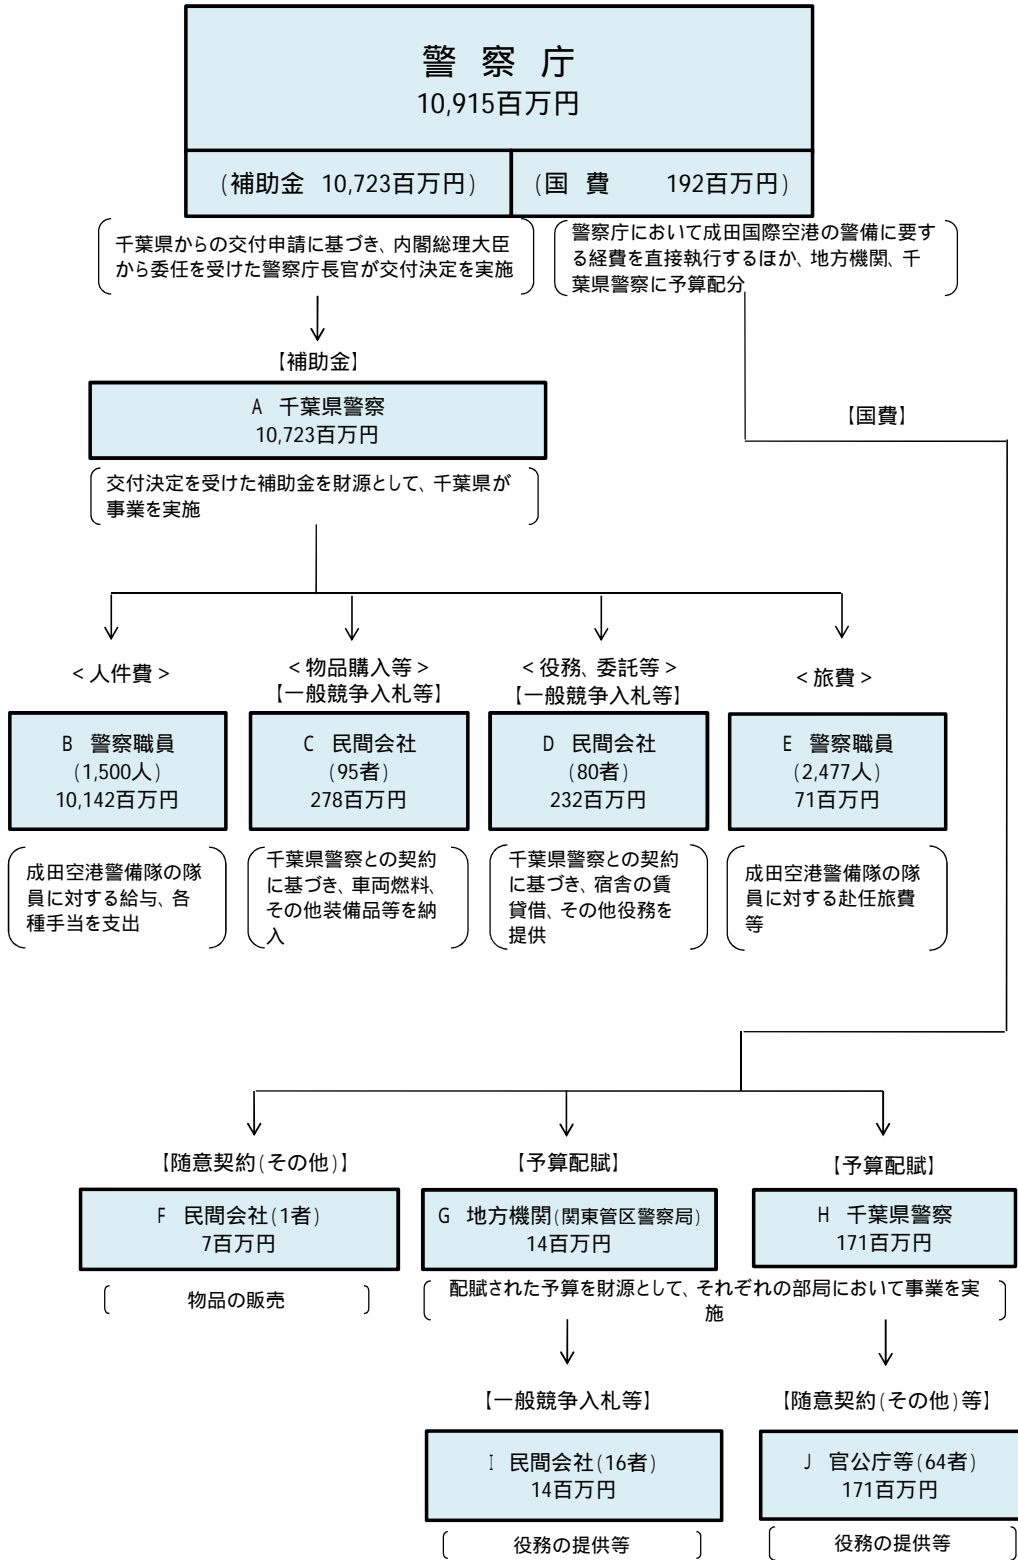 警 察 庁
10,915百万円
(補助金 10,723百万円)
(国 費 192百万円)
千葉県からの交付申請に基づき、内閣総理大臣
から委任を受けた警察庁長官が交付決定を実施
警察庁において成田国際空港の警備に要す
る経費を直接執行するほか、地方機関、千
葉県警察に予算配分
【補助金】
A 千葉県警察
10,723百万円
【国費】
交付決定を受けた補助金を財源として、千葉県が
事業を実施
<人件費>
B 警察職員
(1,500人)
10,142百万円
成田空港警備隊の隊
員に対する給与、各
種手当を支出
<物品購入等>
【一般競争入札等】
C 民間会社
(95者)
278百万円
千葉県警察との契約
に基づき、車両燃料、
その他装備品等を納
入
<役務、委託等>
【一般競争入札等】
D 民間会社
(80者)
232百万円
千葉県警察との契約
に基づき、宿舎の賃
貸借、その他役務を
提供
<旅費>
E 警察職員
(2,477人)
71百万円
成田空港警備隊の隊
員に対する赴任旅費
等
【随意契約(その他)】
F 民間会社(1者)
7百万円
物品の販売
【予算配賦】
G 地方機関(関東管区警察局)
14百万円
【予算配賦】
H 千葉県警察
171百万円
配賦された予算を財源として、それぞれの部局において事業を実
施
【一般競争入札等】
I 民間会社(16者)
14百万円
役務の提供等
【随意契約(その他)等】
J 官公庁等(64者)
171百万円
役務の提供等